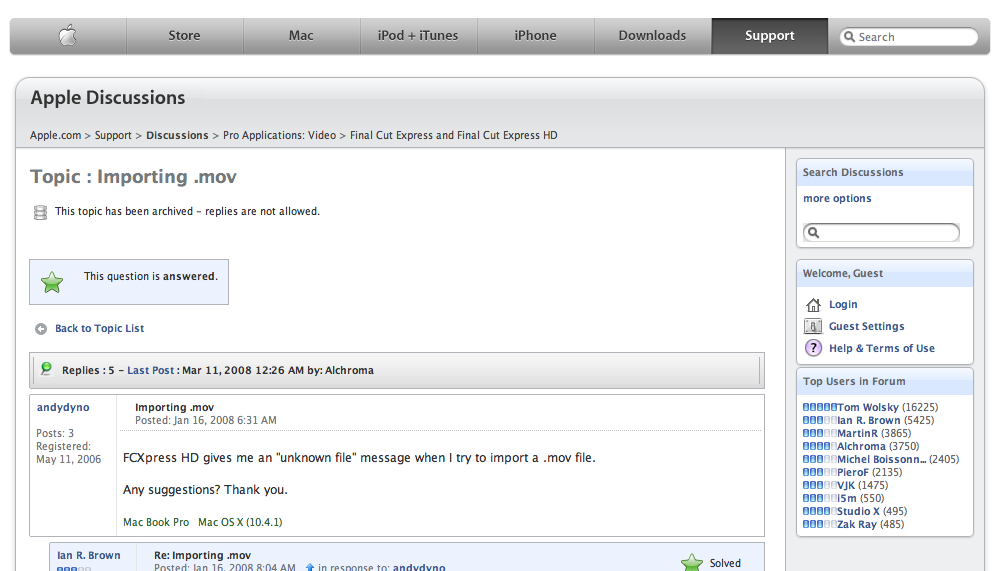 Store Mac iPod + iTunes iPhone Downloads Support Search
Apple Discussions
Apple.com > Support > Discussions > Pro Applications: Video > Final Cut Express and Final Cut Express HD
Topic : Importing .mov
This topic has been archived – replies are not allowed.
This question is answered.
Back to Topic List
Replies : 5 – Last Post : Mar 11, 2008 12:26 AM by: Alchroma
andydyno
Posts: 3
Registered:
May 11, 2006
Importing .mov
Posted: Jan 16, 2008 6:31 AM
FCXpress HD gives me an "unknown file" message when I try to import a .mov file.
Any suggestions? Thank you.
Mac Book Pro Mac OS X (10.4.1)
Ian R. Brown
Re: Importing .mov
Posted: Jan 16, 2008 8:04 AM in response to: andydyno
Solved
Search Discussions
more options
Welcome, Guest
Login
Guest Settings
? Help & Terms of Use
Top Users in Forum
Tom Wolsky (16225)
Ian R. Brown (5425)
MartinR (3865)
Alchroma (3750)
Michel Boissonn... (2405)
PieroF (2135)
VJK (1475)
i5m (550)
Studio X (495)
Zak Ray (485)